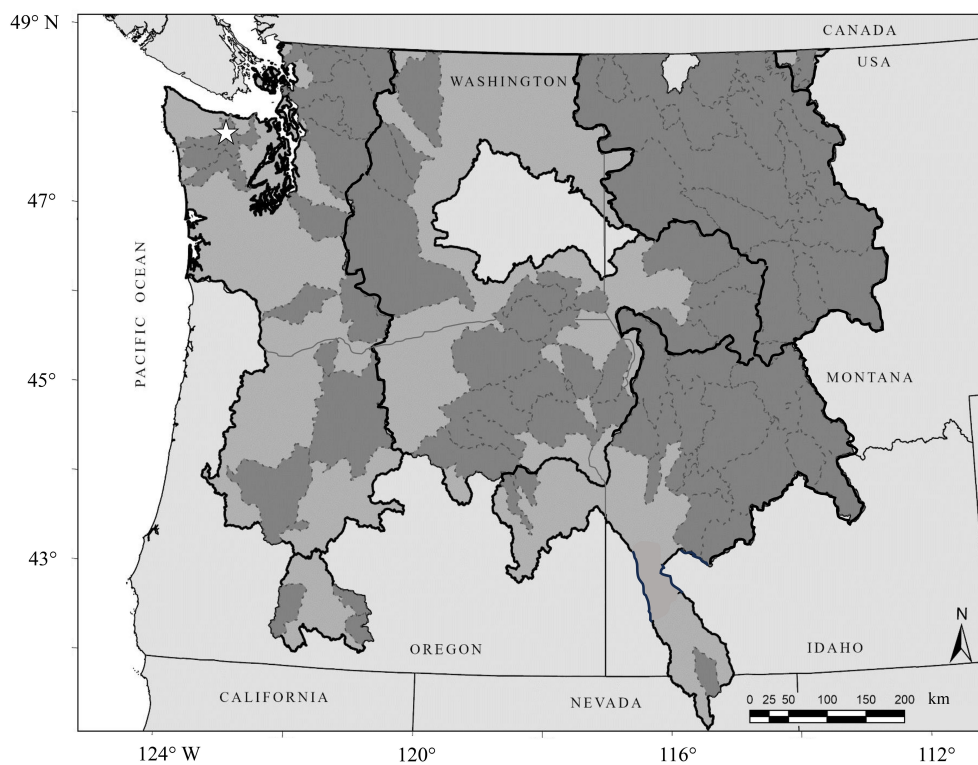 49° N
CANADA
USA
WASHINGTON
47°
PACIFIC OCEAN
45°
MONTANA
43°
N
OREGON
IDAHO
CALIFORNIA
NEVADA
0 25 50 100 150 200 km
124° W
120°
116°
112°